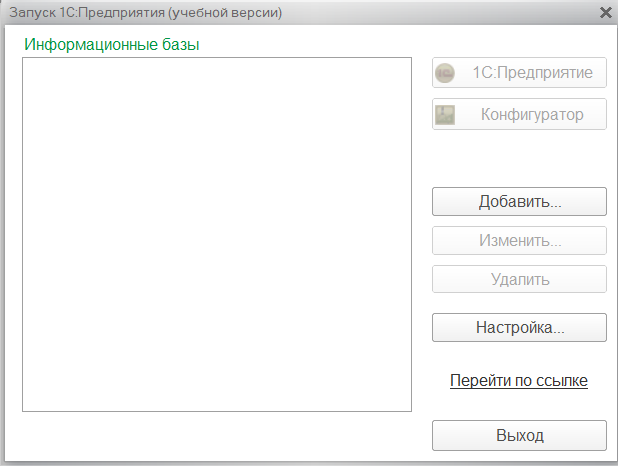 Запуск 1С:Предприятия (учебной версии)
Информационные базы
1С:Предприятие
Конфигуратор
Добавить...
Изменить...
Удалить
Настройка...
Перейти по ссылке
Выход